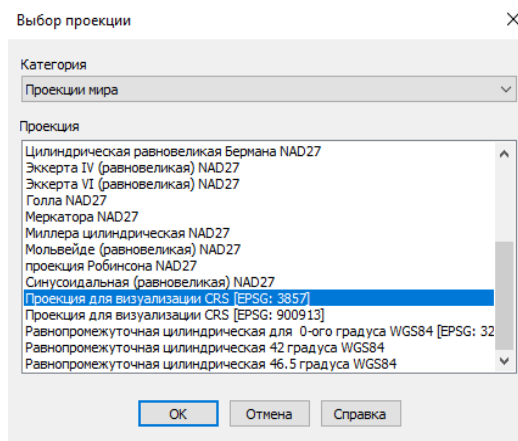 Выбор проекции
Категория
Проекции мира
Проекция
Цилиндрическая равновеликая Бермана NAD27
Эккерта IV (равновеликая) NAD27
Эккерта VI (равновеликая) NAD27
Голла NAD27
Меркатора NAD27
Миллера цилиндрическая NAD27
Мольвейде (равновеликая) NAD27
проекция Робинсона NAD27
Синусоидальная (равновеликая) NAD27
Проекция для визуализации CRS [EPSG: 3857]
Проекция для визуализации CRS [EPSG: 900913]
Равнопромежуточная цилиндрическая для 0-ого градуса WGS84 [EPSG: 32
Равнопромежуточная цилиндрическая 42 градуса WGS84
Равнопромежуточная цилиндрическая 46.5 градуса WGS84
OK Отмена Справка